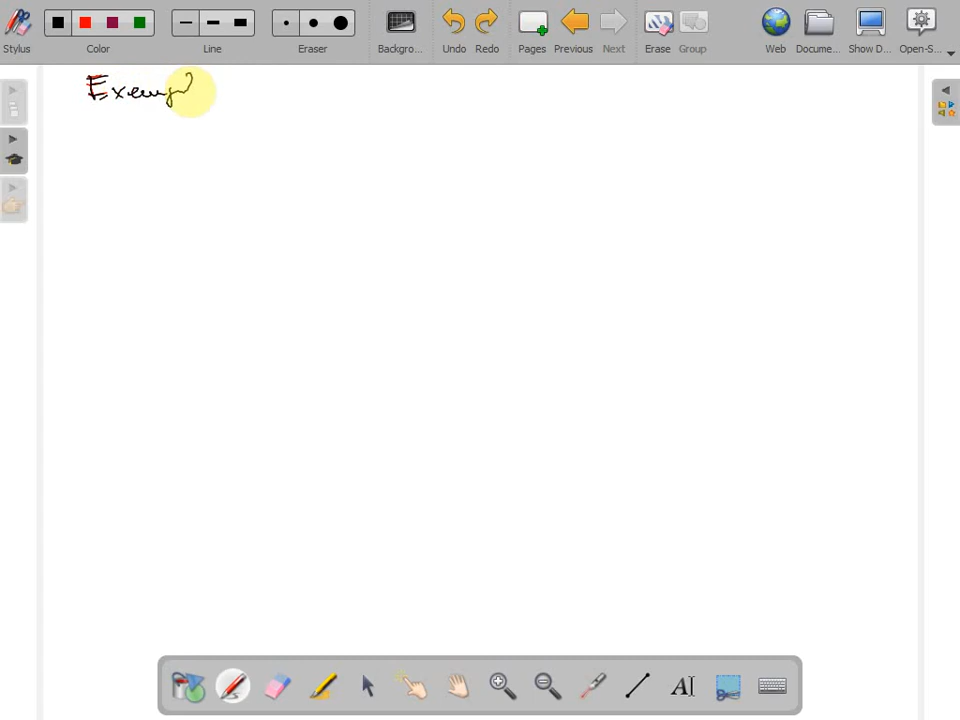 Stylus
Color
Line
Eraser
Backgro...
Undo
Redo
Pages
Previous
Next
Erase
Group
Web
Docume...
Show D...
Open-S...
Exemp